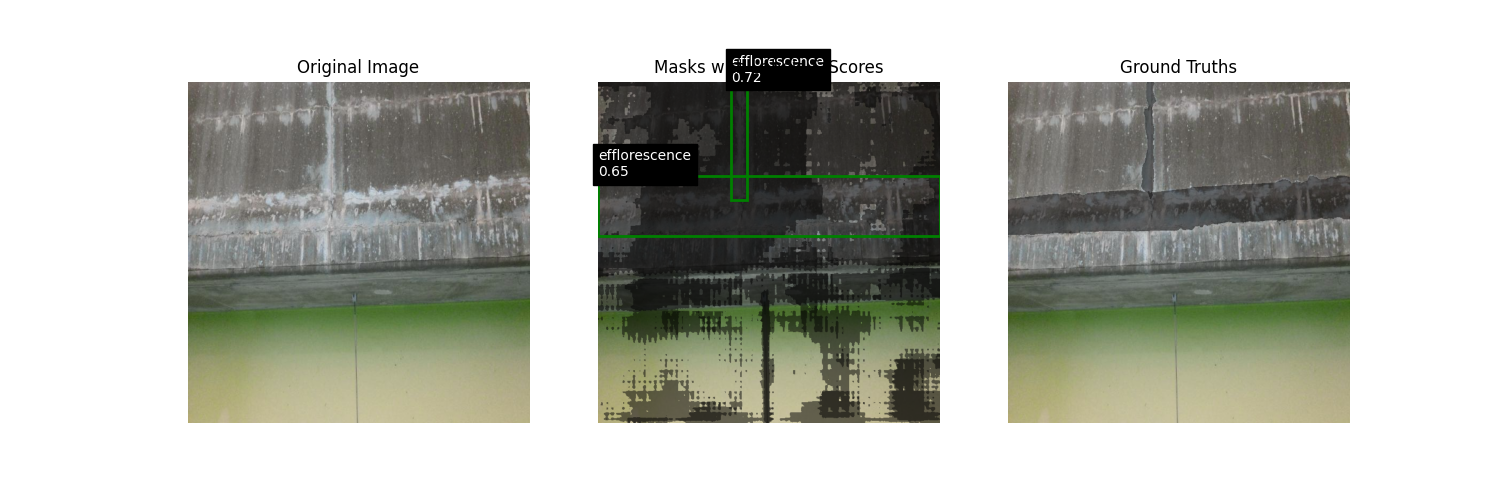 Original Image
Masks w Scores
Ground Truths
efflorescence
0.72
efflorescence
0.65